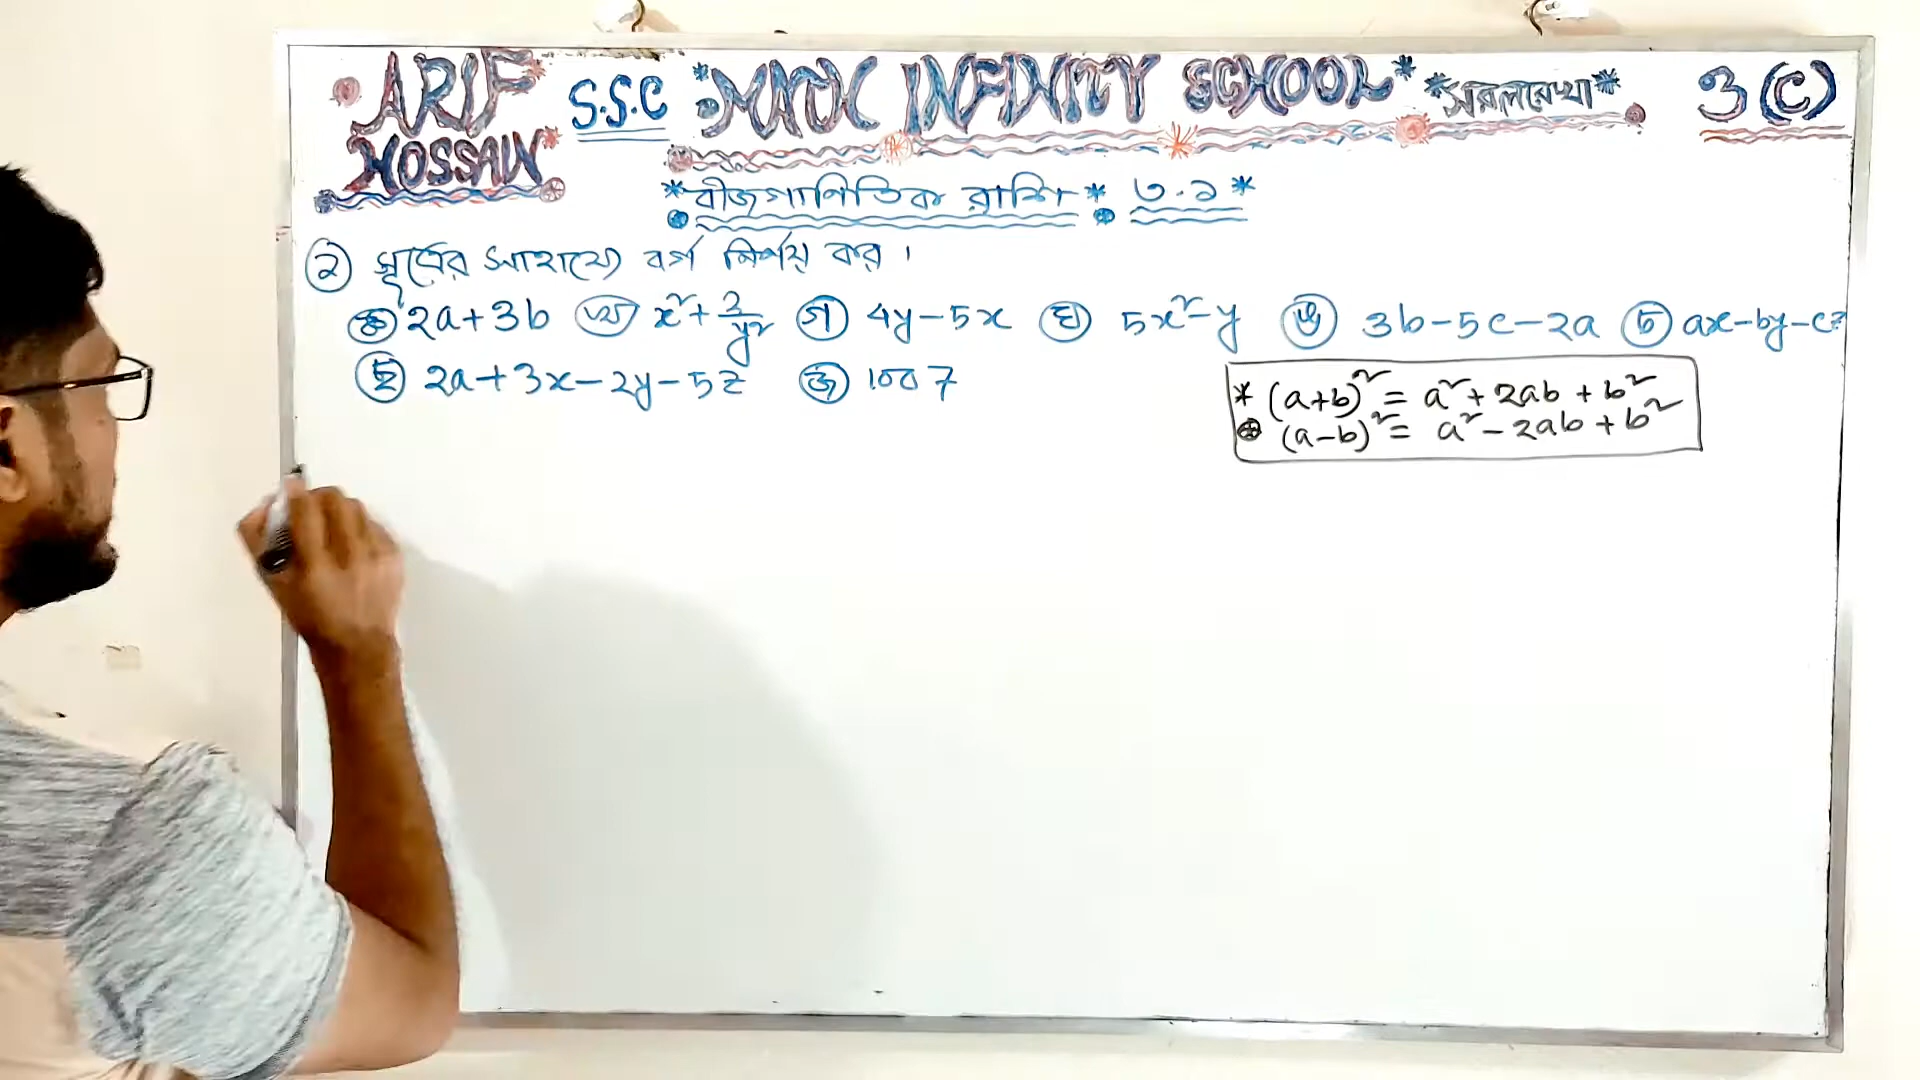 ARIF S.S.C *MATH INFINITY SCHOOL* *সরলরেখা* 3(C)
HOSSAIN
*বীজগাণিতিক রাশি* ৩.১*
২ সূত্রের সাহায্যে বর্গ নির্ণয় কর।
ক 2a+3b খ x²+2/y² গ 4y-5x ঘ 5x²-y ঙ 3b-5c-2a চ ax-by-cz
ছ 2a+3x-2y-5z জ 1007
* (a+b)² = a²+2ab+b²
(a-b)² = a²-2ab+b²